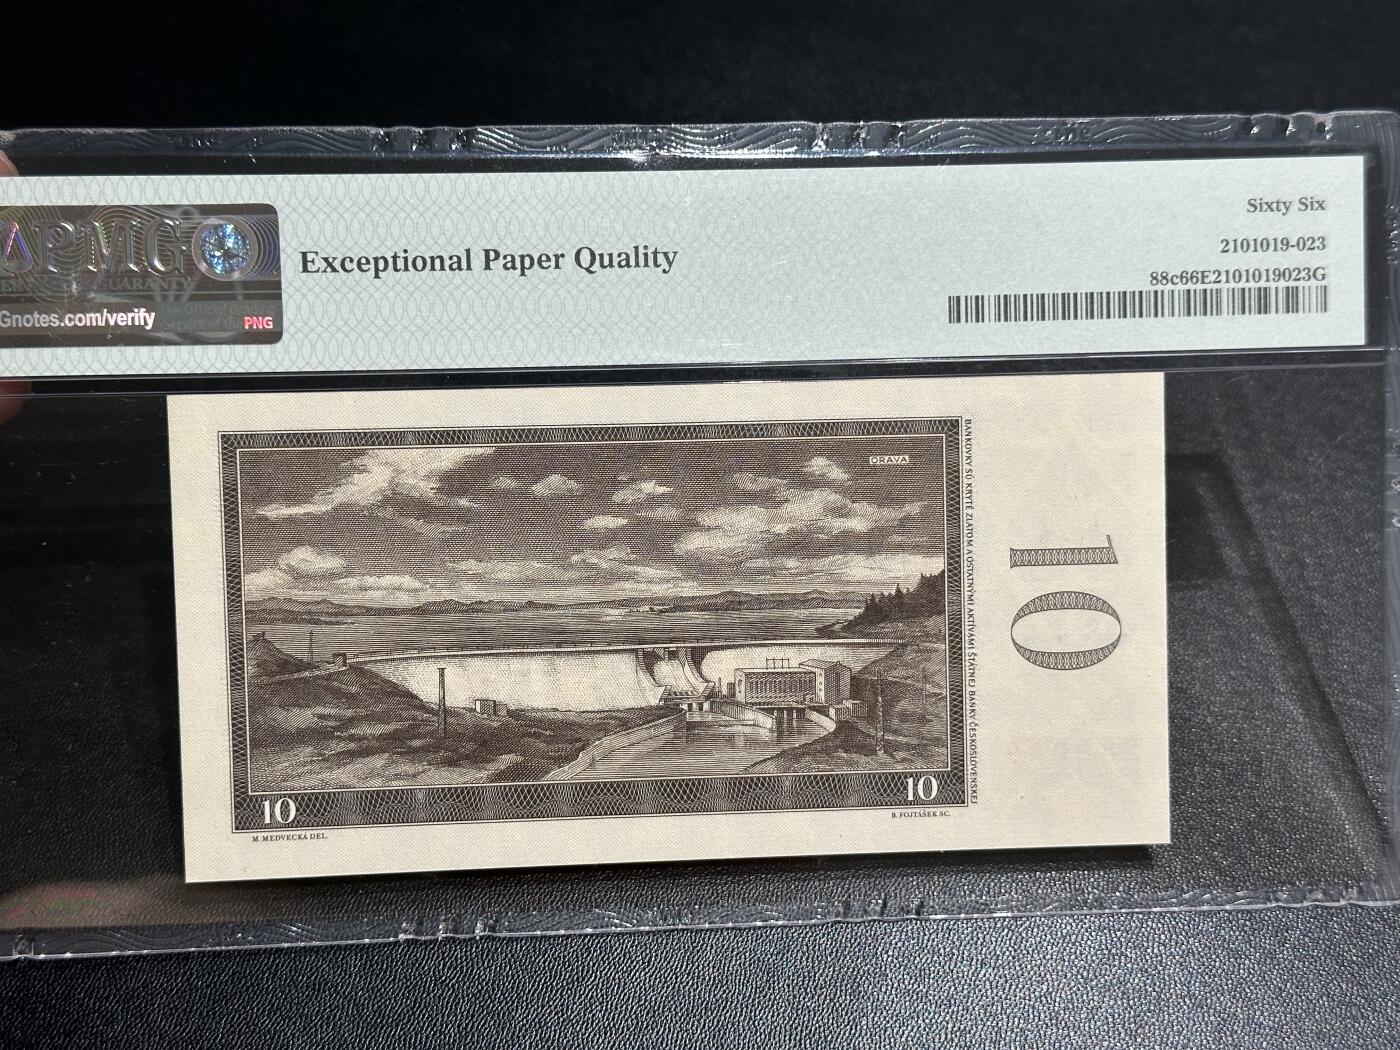 Sixty Six
2101019-023
88c66E2101019023G
PMG
GUARANTY
Gnotes.com/verify
PNG
Exceptional Paper Quality
ORAVA
BANKOVKY SÚ KRYTÉ ZLATOM A OSTATNÝMI AKTÍVAMI ŠTÁTNEJ BANKY ČESKOSLOVENSKEJ
10
10
10
M. MEDVECKÁ DEL.
B. FOJTÁŠEK SC.